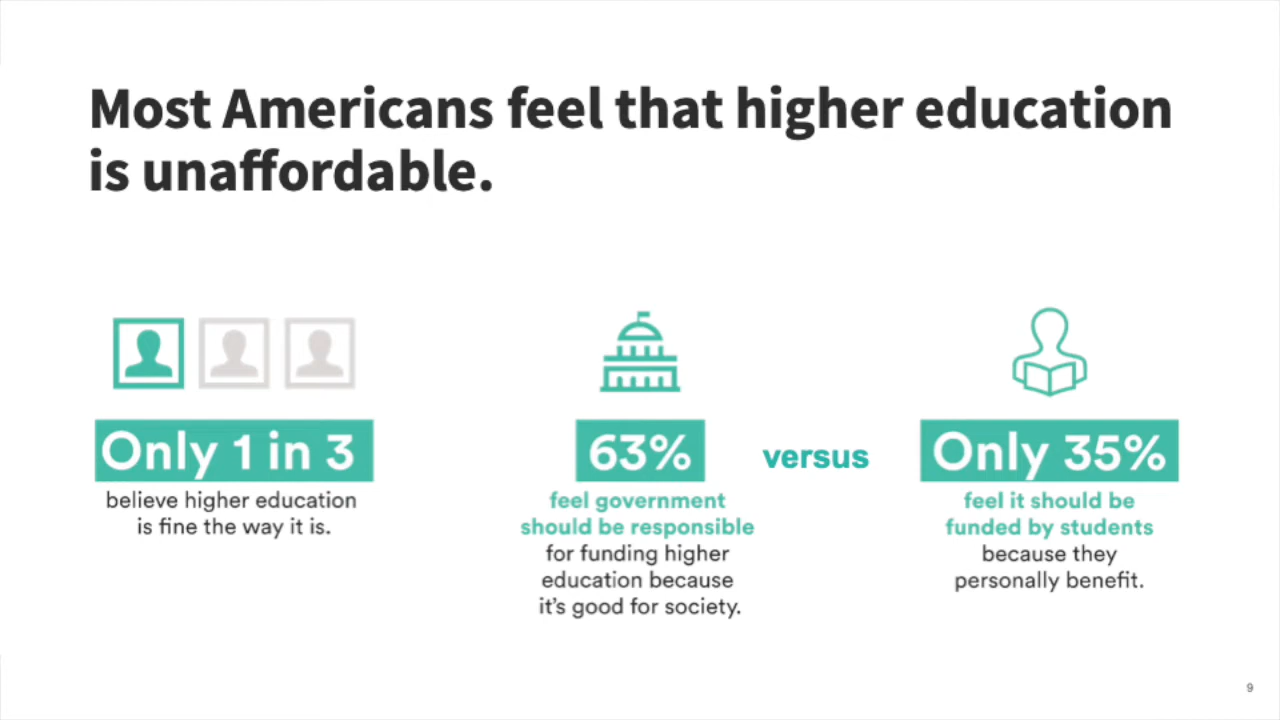 Most Americans feel that higher education
is unaffordable.
Only 1 in 3
believe higher education
is fine the way it is.
63%
feel government
should be responsible
for funding higher
education because
it's good for society.
versus
Only 35%
feel it should be
funded by students
because they
personally benefit.
9